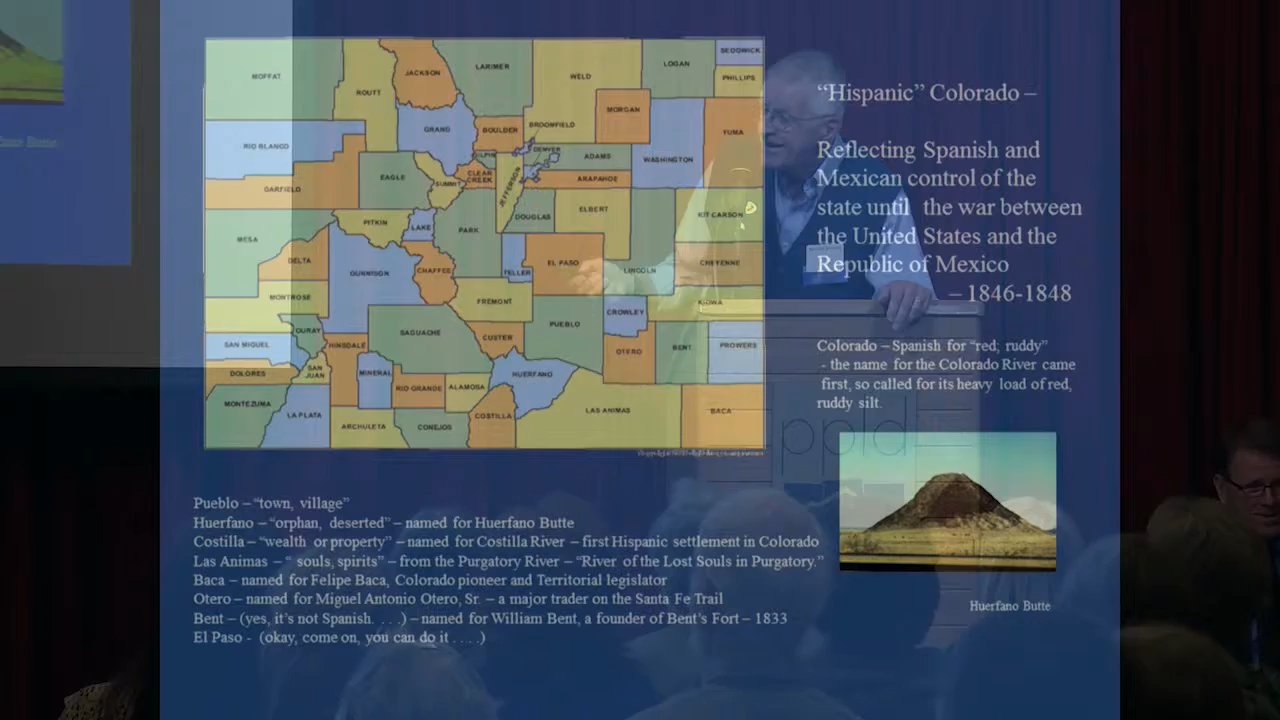 MOFFAT
ROUTT
JACKSON
LARIMER
WELD
LOGAN
SEDGWICK
PHILLIPS
MORGAN
GRAND
BOULDER
BROOMFIELD
YUMA
RIO BLANCO
GILPIN
DENVER
ADAMS
WASHINGTON
EAGLE
SUMMIT
CLEAR
CREEK
JEFFERSON
ARAPAHOE
GARFIELD
PITKIN
LAKE
PARK
DOUGLAS
ELBERT
KIT CARSON
MESA
DELTA
GUNNISON
CHAFFEE
TELLER
EL PASO
LINCOLN
CHEYENNE
MONTROSE
FREMONT
KIOWA
OURAY
SAGUACHE
CUSTER
PUEBLO
CROWLEY
SAN MIGUEL
HINSDALE
OTERO
BENT
PROWERS
DOLORES
SAN
JUAN
MINERAL
RIO GRANDE
ALAMOSA
HUERFANO
MONTEZUMA
LA PLATA
ARCHULETA
CONEJOS
COSTILLA
LAS ANIMAS
BACA
“Hispanic” Colorado –
Reflecting Spanish and
Mexican control of the
state until the war between
the United States and the
Republic of Mexico
– 1846-1848
Colorado – Spanish for “red; ruddy”
- the name for the Colorado River came
first, so called for its heavy load of red,
ruddy silt.
ppld
Pueblo – “town, village”
Huerfano – “orphan, deserted” – named for Huerfano Butte
Costilla – “wealth or property” – named for Costilla River – first Hispanic settlement in Colorado
Las Animas – “ souls, spirits” – from the Purgatory River – “River of the Lost Souls in Purgatory.”
Baca – named for Felipe Baca, Colorado pioneer and Territorial legislator
Otero – named for Miguel Antonio Otero, Sr. – a major trader on the Santa Fe Trail
Bent – (yes, it’s not Spanish. . . .) – named for William Bent, a founder of Bent’s Fort – 1833
El Paso - (okay, come on, you can do it . . . .)
Huerfano Butte